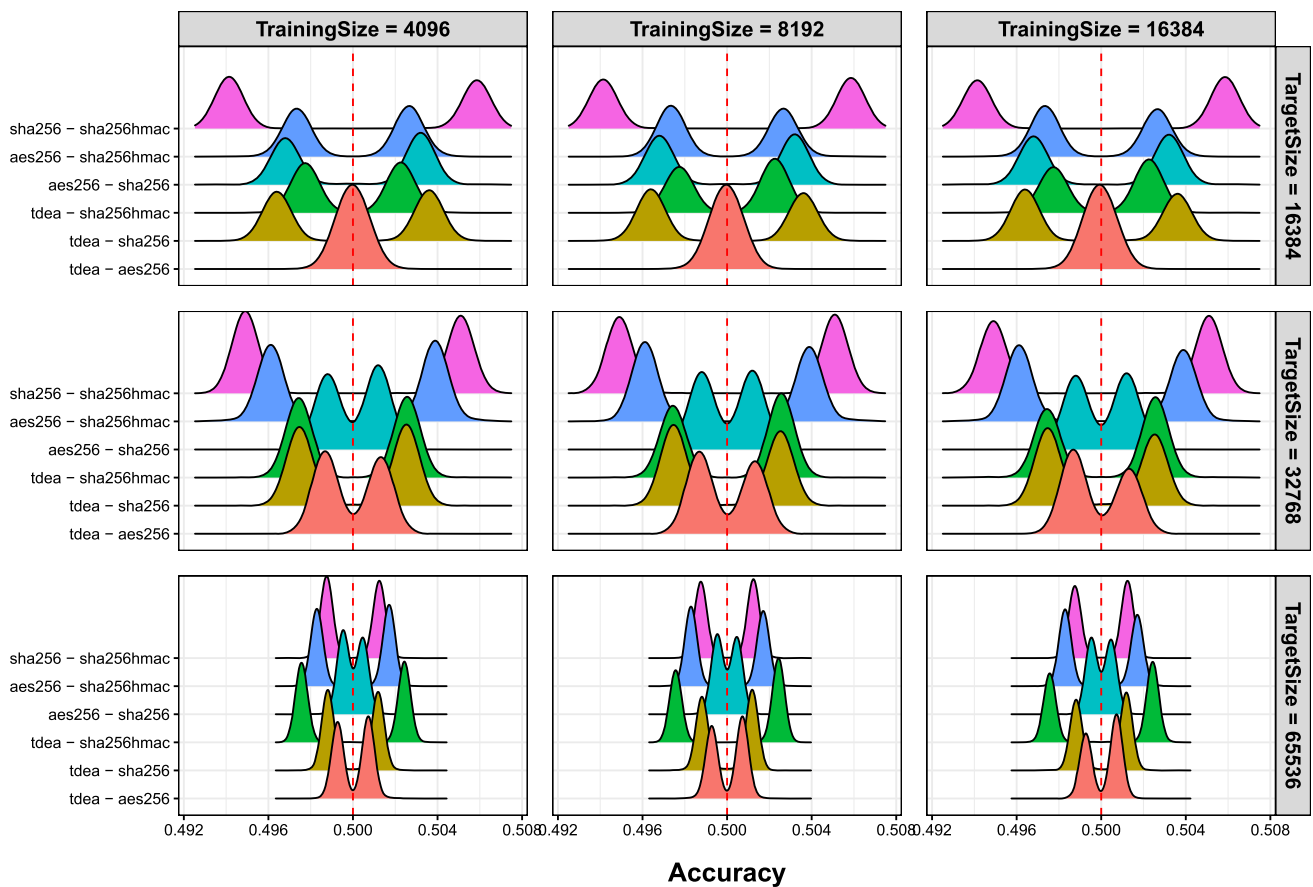 TrainingSize = 4096
TrainingSize = 8192
TrainingSize = 16384
sha256 − sha256hmac
aes256 − sha256hmac
aes256 − sha256
tdea − sha256hmac
tdea − sha256
tdea − aes256
TargetSize = 16384
sha256 − sha256hmac
aes256 − sha256hmac
aes256 − sha256
tdea − sha256hmac
tdea − sha256
tdea − aes256
TargetSize = 32768
sha256 − sha256hmac
aes256 − sha256hmac
aes256 − sha256
tdea − sha256hmac
tdea − sha256
tdea − aes256
TargetSize = 65536
0.492 0.496 0.500 0.504 0.508
0.492 0.496 0.500 0.504 0.508
0.492 0.496 0.500 0.504 0.508
Accuracy